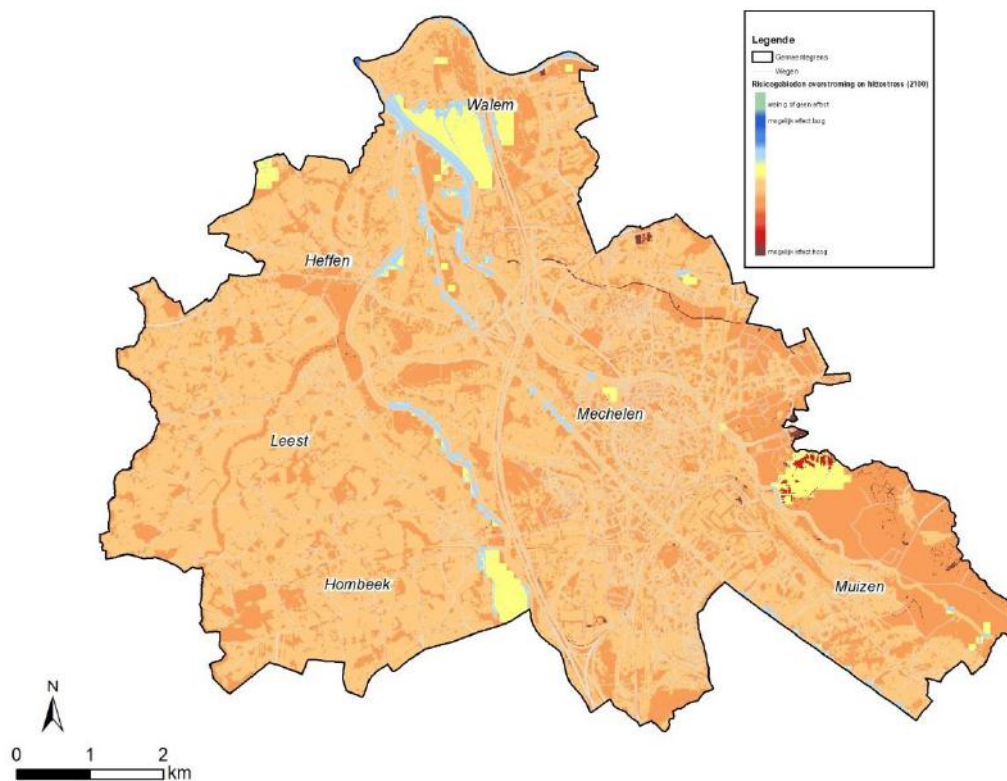 Legende
Gemeentegrens
Wegen
Risicogebieden overstroming en hittestress (2100)
weinig of geen effect
mogelijk effect laag
mogelijk effect hoog
Walem
Heffen
Mechelen
Leest
Hombeek
Muizen
N
0 1 2
km